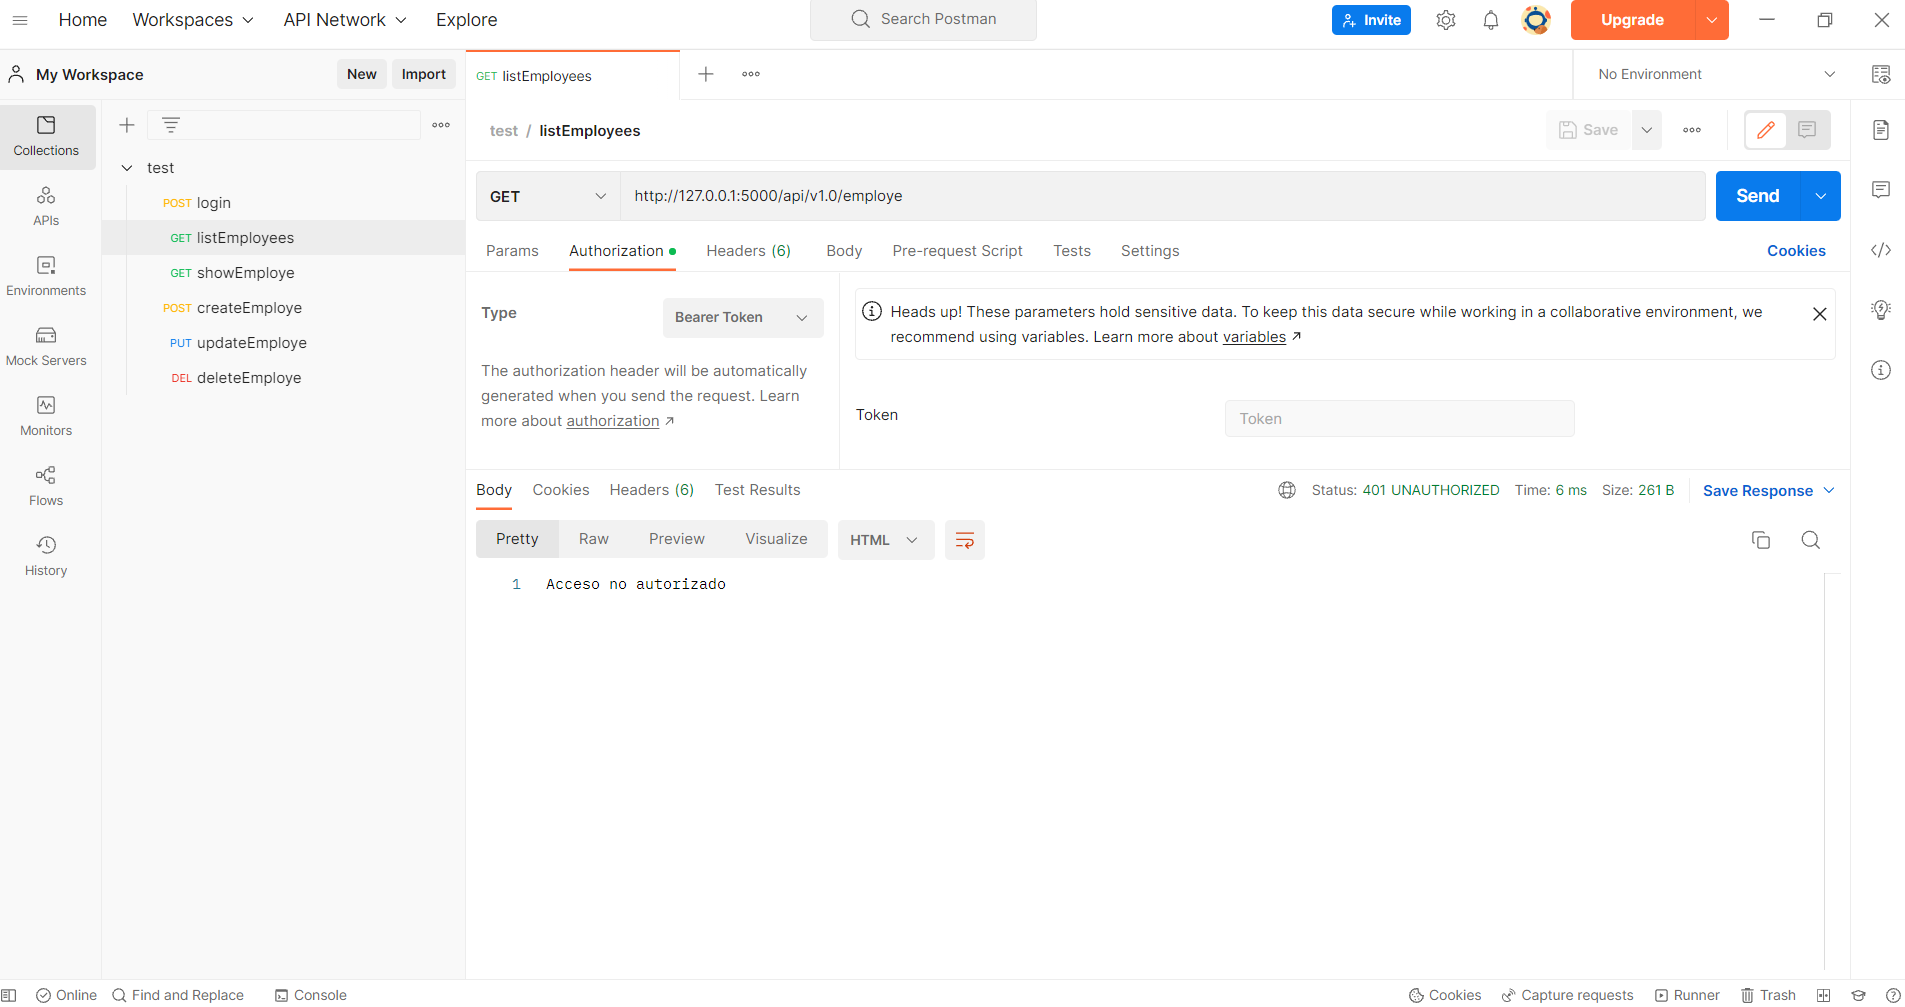 Home Workspaces API Network Explore Search Postman Invite Upgrade
My Workspace New Import GET listEmployees No Environment
Collections
APIs
Environments
Mock Servers
Monitors
Flows
History
test
POST login
GET listEmployees
GET showEmploye
POST createEmploye
PUT updateEmploye
DEL deleteEmploye
test / listEmployees Save
GET http://127.0.0.1:5000/api/v1.0/employe Send
Params Authorization Headers (6) Body Pre-request Script Tests Settings Cookies
Type Bearer Token
The authorization header will be automatically
generated when you send the request. Learn
more about authorization ↗
Heads up! These parameters hold sensitive data. To keep this data secure while working in a collaborative environment, we
recommend using variables. Learn more about variables ↗
Token Token
Body Cookies Headers (6) Test Results Status: 401 UNAUTHORIZED Time: 6 ms Size: 261 B Save Response
Pretty Raw Preview Visualize HTML
1 Acceso no autorizado
Online Find and Replace Console Cookies Capture requests Runner Trash